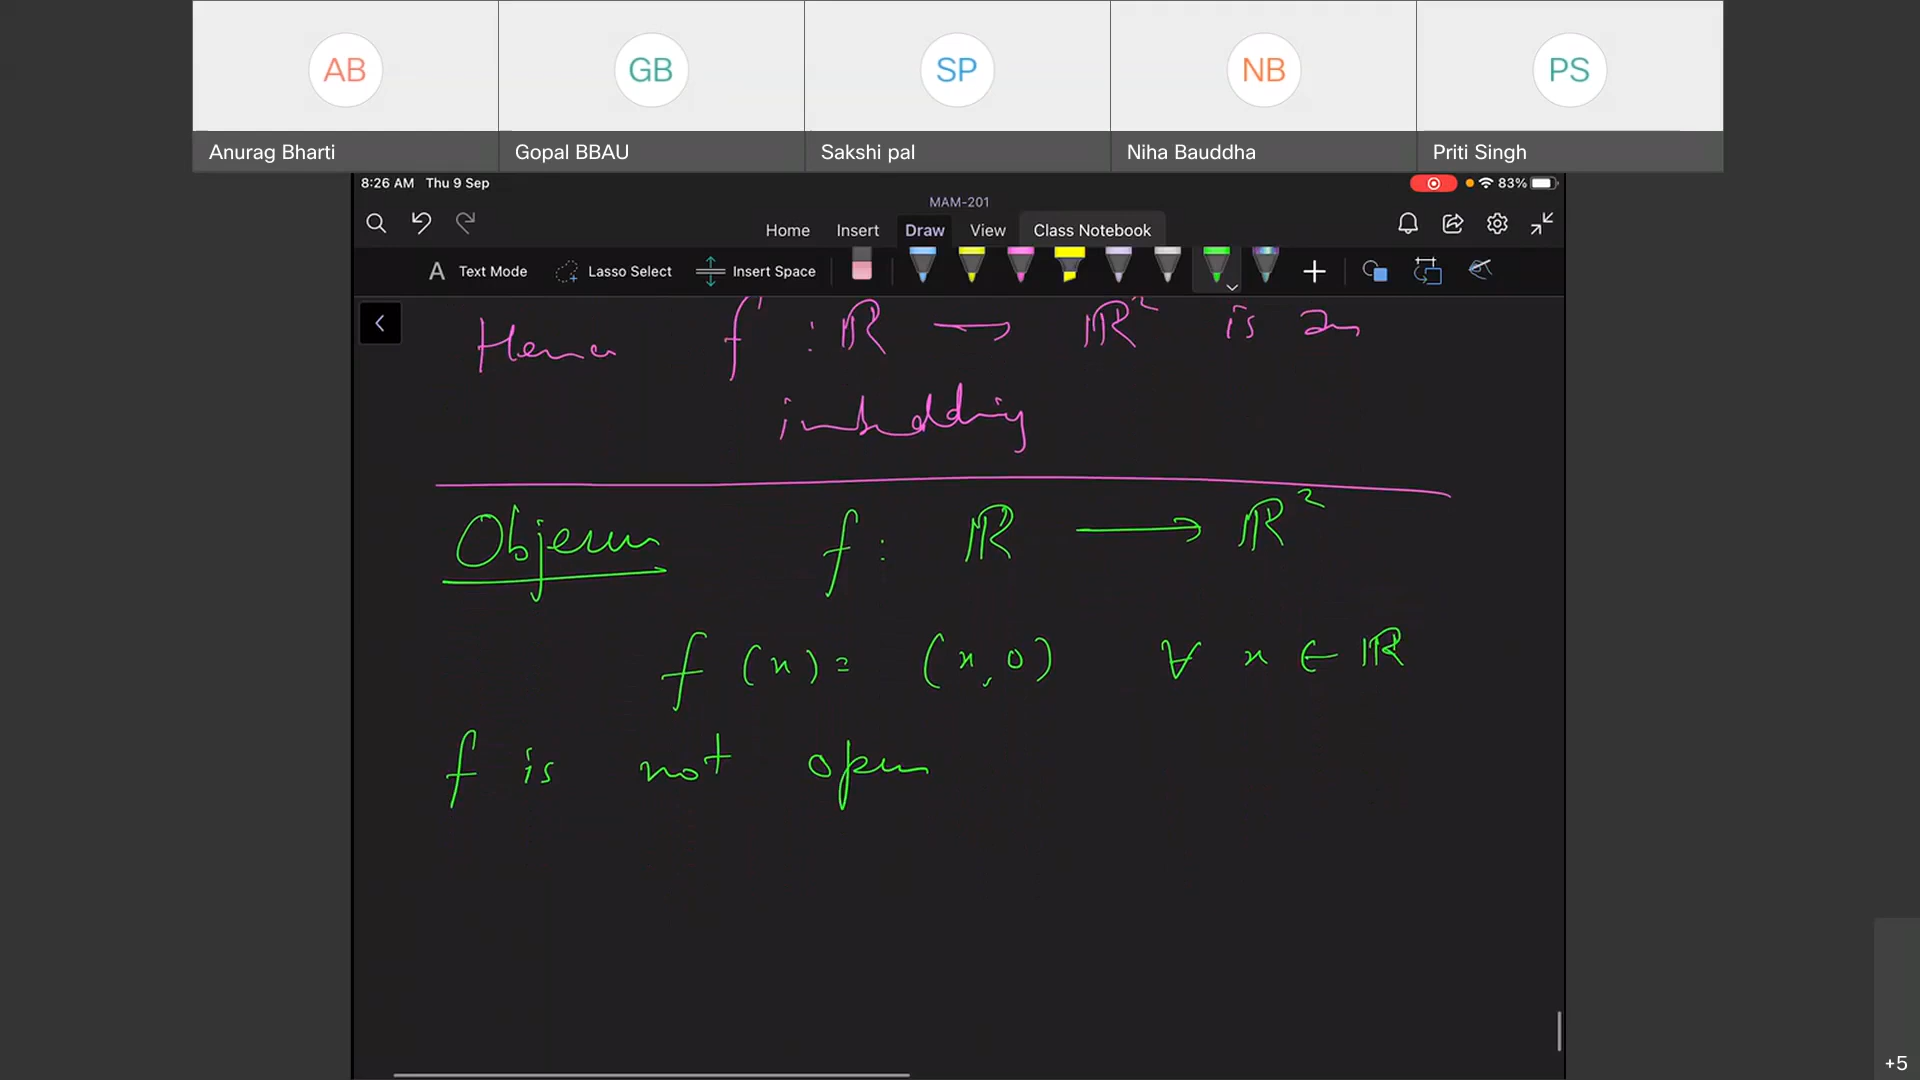 AB GB SP NB PS
Anurag Bharti Gopal BBAU Sakshi pal Niha Bauddha Priti Singh
8:26 AM Thu 9 Sep 83%
MAM-201
Home Insert Draw View Class Notebook
A Text Mode Lasso Select Insert Space
Hence f' : ℝ → ℝ² is an
imbedding
f : ℝ → ℝ²
f (x) = (x, 0) ∀ x ∈ ℝ
f is not open
+5